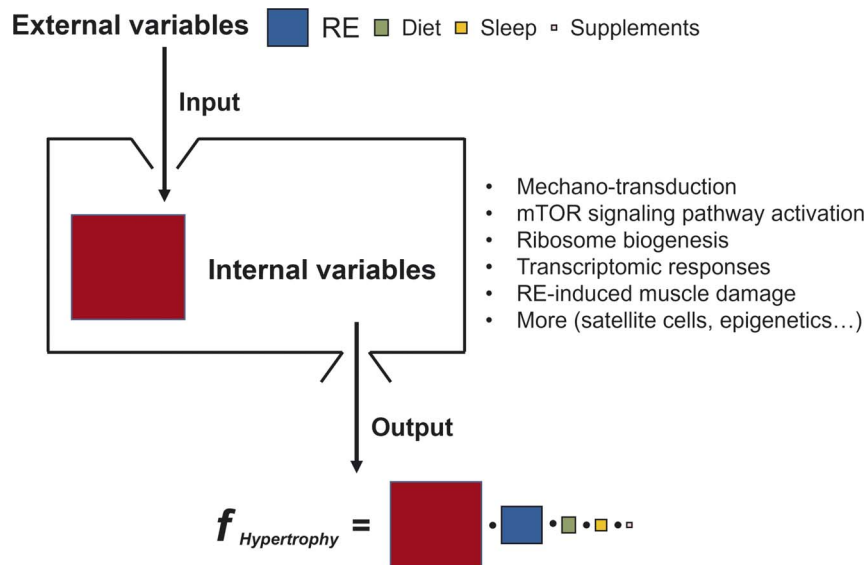 External variables RE Diet Sleep Supplements
Input
Internal variables
• Mechano-transduction
• mTOR signaling pathway activation
• Ribosome biogenesis
• Transcriptomic responses
• RE-induced muscle damage
• More (satellite cells, epigenetics…)
Output
f Hypertrophy = • • • •